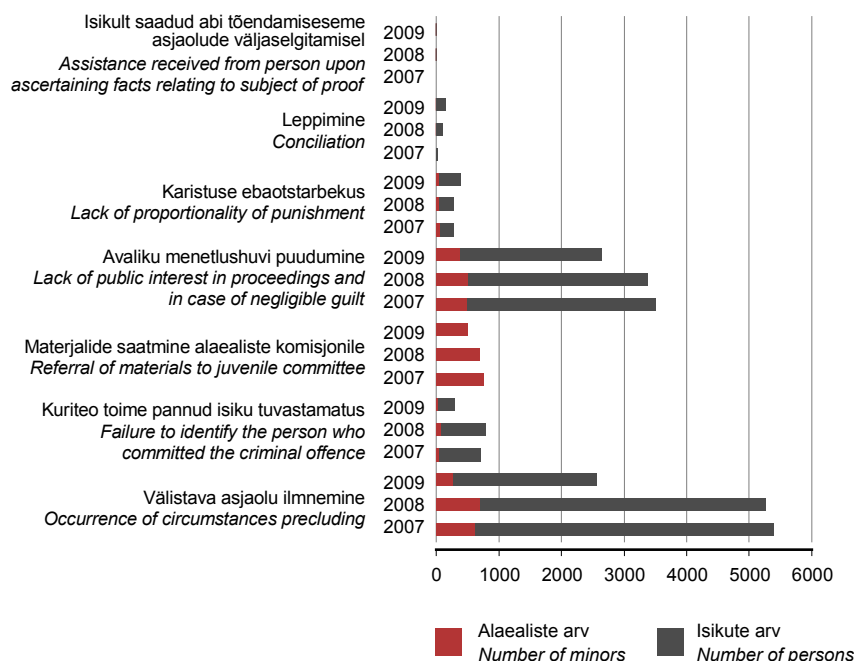 Isikult saadud abi tõendamiseseme
asjaolude väljaselgitamisel
Assistance received from person upon
ascertaining facts relating to subject of proof
2009
2008
2007
Leppimine
Conciliation
2009
2008
2007
Karistuse ebaotstarbekus
Lack of proportionality of punishment
2009
2008
2007
Avaliku menetlushuvi puudumine
Lack of public interest in proceedings and
in case of negligible guilt
2009
2008
2007
Materjalide saatmine alaealiste komisjonile
Referral of materials to juvenile committee
2009
2008
2007
Kuriteo toime pannud isiku tuvastamatus
Failure to identify the person who
committed the criminal offence
2009
2008
2007
Välistava asjaolu ilmnemine
Occurrence of circumstances precluding
2009
2008
2007
0 1000 2000 3000 4000 5000 6000
Alaealiste arv
Number of minors
Isikute arv
Number of persons